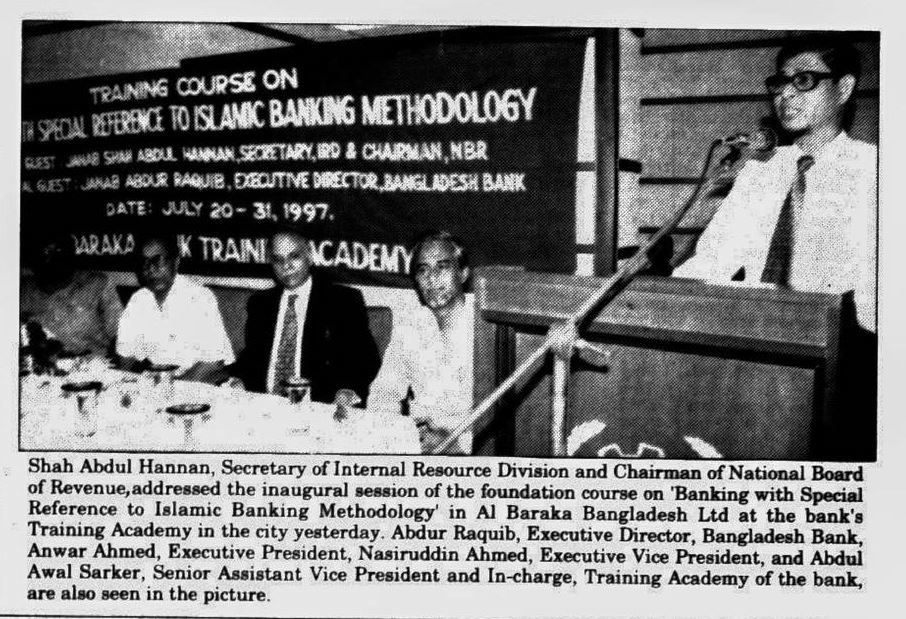 TRAINING COURSE ON
TH SPECIAL REFERENCE TO ISLAMIC BANKING METHODOLOGY
GUEST: JANAB SHAH ABDUL HANNAN, SECRETARY, IRD & CHAIRMAN, NBR
AL GUEST: JANAB ABDUR RAQUIB, EXECUTIVE DIRECTOR, BANGLADESH BANK
DATE: JULY 20-31, 1997.
BARAKA K TRAINI ACADEMY
Shah Abdul Hannan, Secretary of Internal Resource Division and Chairman of National Board
of Revenue,addressed the inaugural session of the foundation course on 'Banking with Special
Reference to Islamic Banking Methodology' in Al Baraka Bangladesh Ltd at the bank's
Training Academy in the city yesterday. Abdur Raquib, Executive Director, Bangladesh Bank,
Anwar Ahmed, Executive President, Nasiruddin Ahmed, Executive Vice President, and Abdul
Awal Sarker, Senior Assistant Vice President and In-charge, Training Academy of the bank,
are also seen in the picture.